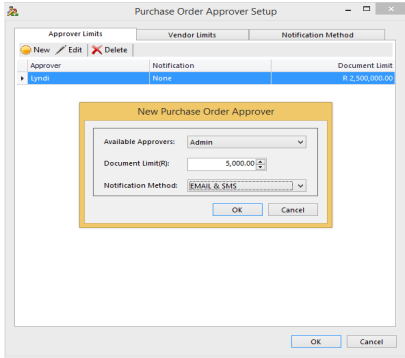 Purchase Order Approver Setup
Approver Limits Vendor Limits Notification Method
New Edit Delete
Approver Notification Document Limit
Lyndi None R 2,500,000.00
New Purchase Order Approver
Available Approvers: Admin
Document Limit(R): 5,000.00
Notification Method: EMAIL & SMS
OK Cancel
OK Cancel